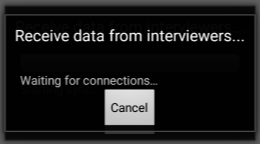 Receive data from interviewers...
Waiting for connections...
Cancel